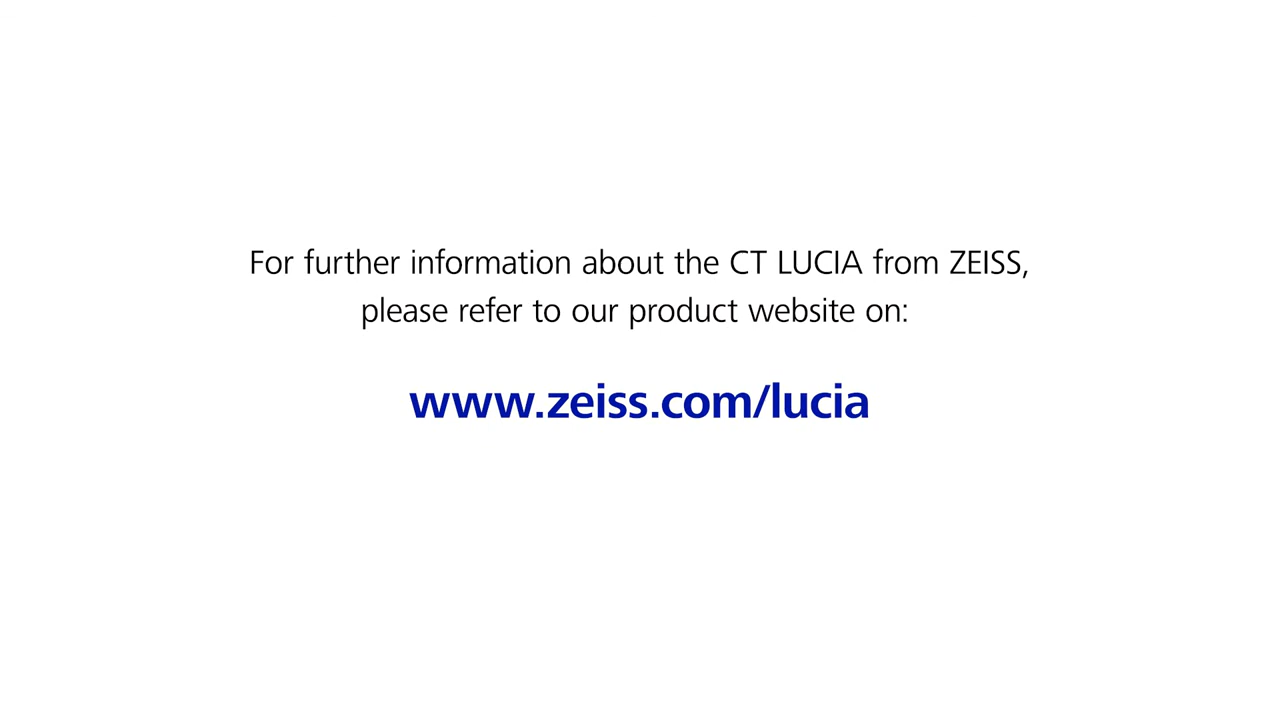 For further information about the CT LUCIA from ZEISS,
please refer to our product website on:
www.zeiss.com/lucia